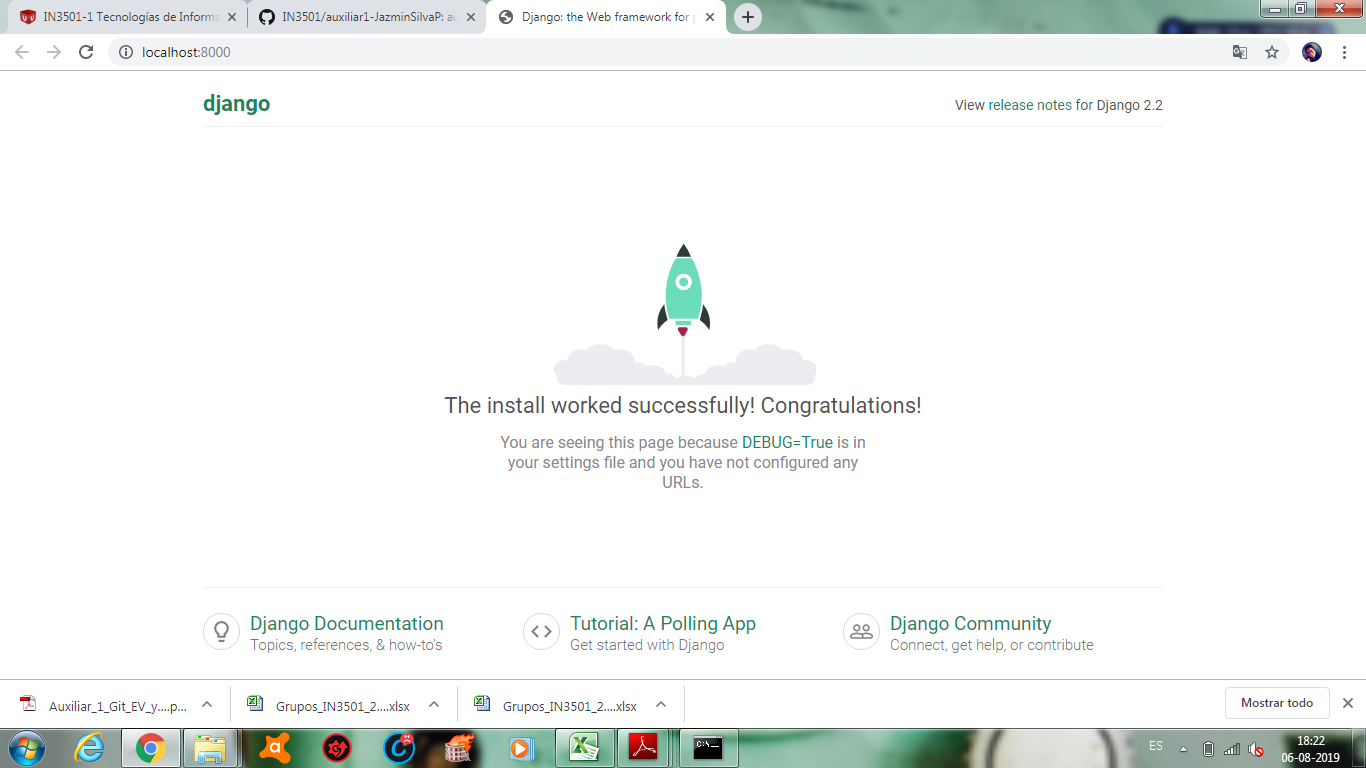 IN3501-1 Tecnologías de Informa
IN3501/auxiliar1-JazminSilvaP: au
Django: the Web framework for p
localhost:8000
django
View release notes for Django 2.2
The install worked successfully! Congratulations!
You are seeing this page because DEBUG=True is in
your settings file and you have not configured any
URLs.
Django Documentation
Topics, references, & how-to's
Tutorial: A Polling App
Get started with Django
Django Community
Connect, get help, or contribute
Auxiliar_1_Git_EV_y....p...
Grupos_IN3501_2....xlsx
Grupos_IN3501_2....xlsx
Mostrar todo
C:\._
ES
18:22
06-08-2019